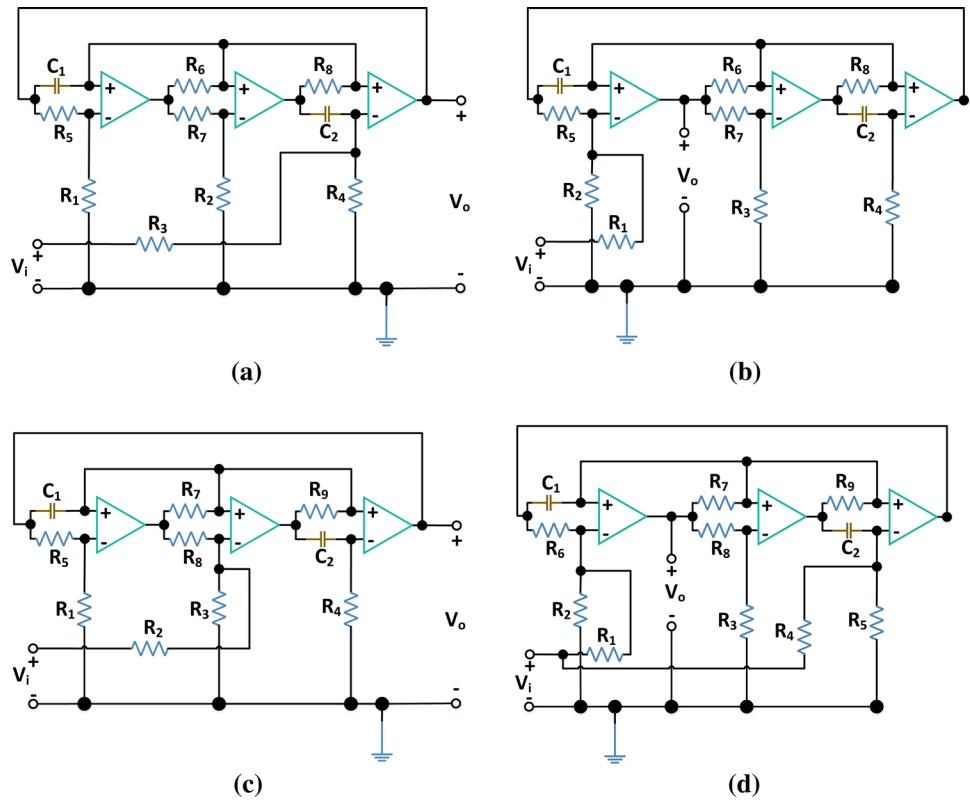 C1
R5
R6
R7
R8
C2
+
-
+
-
+
-
R1
R2
R4
R3
Vi
+
-
+
Vo
-
(a)
C1
R5
R6
R7
R8
C2
+
-
+
-
+
-
R2
R1
R3
R4
Vi
+
-
+
Vo
-
(b)
C1
R5
R7
R8
R9
C2
+
-
+
-
+
-
R1
R3
R4
R2
Vi
+
-
+
Vo
-
(c)
C1
R6
R7
R8
R9
C2
+
-
+
-
+
-
R2
R1
R3
R4
R5
Vi
+
-
+
Vo
-
(d)